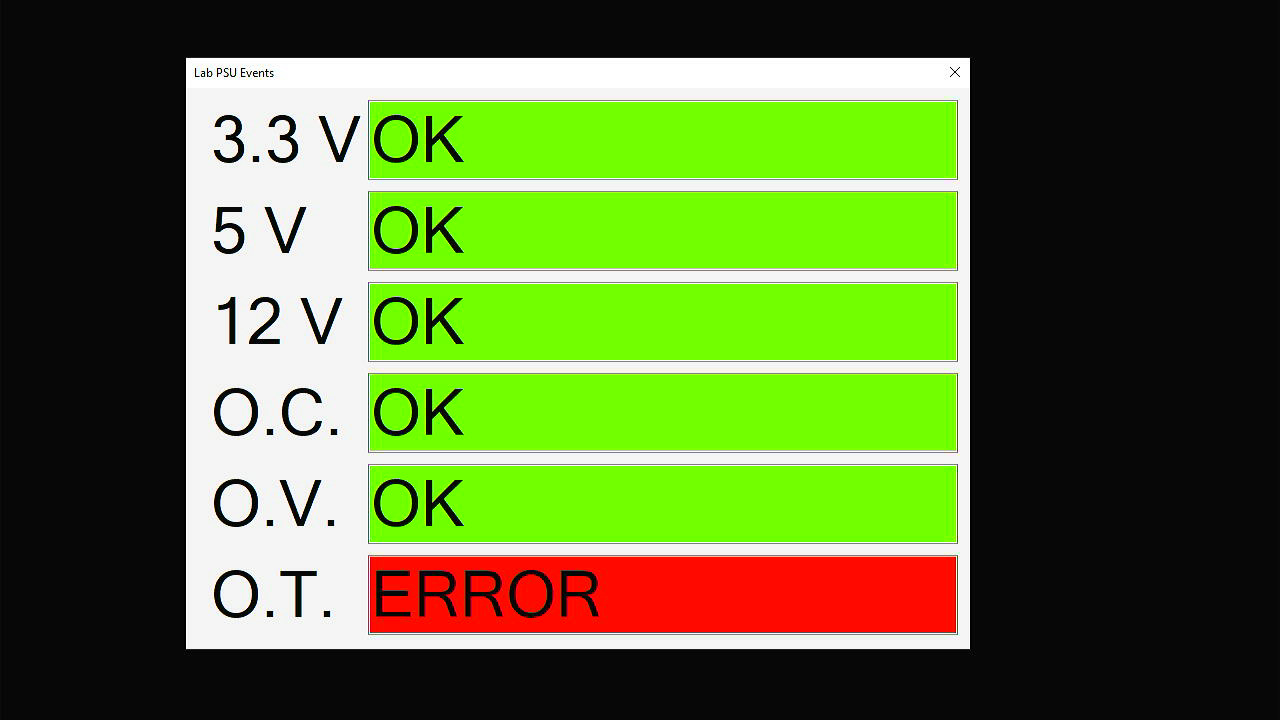 Lab PSU Events
3.3 V OK
5 V OK
12 V OK
O.C. OK
O.V. OK
O.T. ERROR